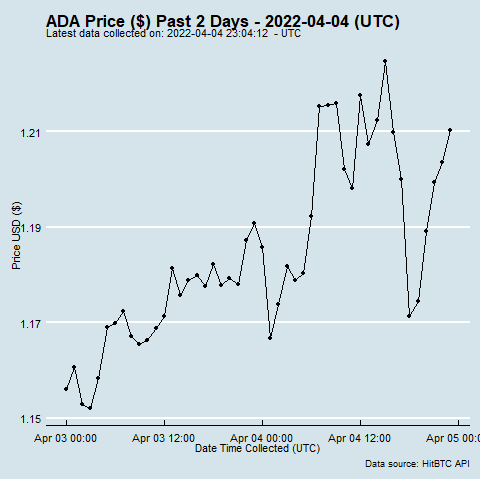 ADA Price ($) Past 2 Days - 2022-04-04 (UTC)
Latest data collected on: 2022-04-04 23:04:12 - UTC
1.21
1.19
Price USD ($)
1.17
1.15
Apr 03 00:00 Apr 03 12:00 Apr 04 00:00 Apr 04 12:00 Apr 05 00:0
Date Time Collected (UTC)
Data source: HitBTC API